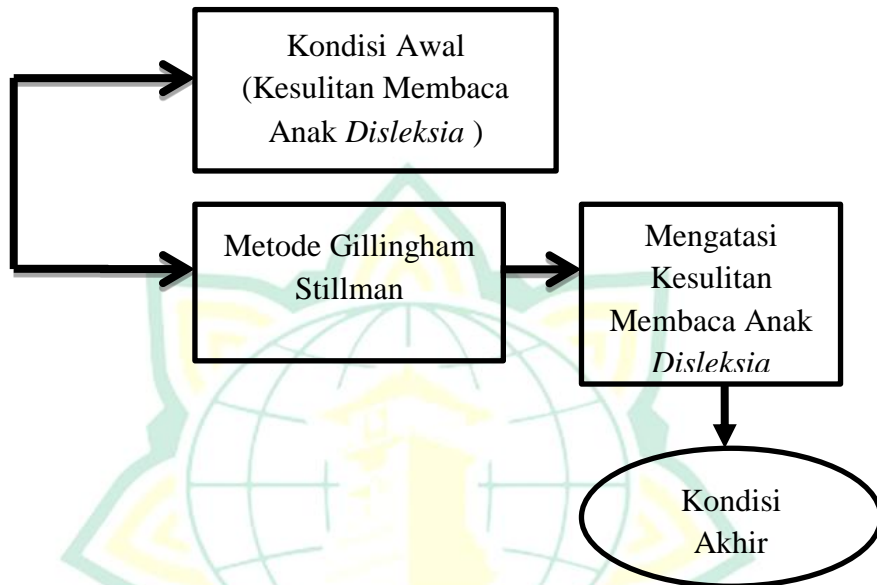 Kondisi Awal
(Kesulitan Membaca
Anak Disleksia )
Metode Gillingham
Stillman
Mengatasi
Kesulitan
Membaca Anak
Disleksia
Kondisi
Akhir